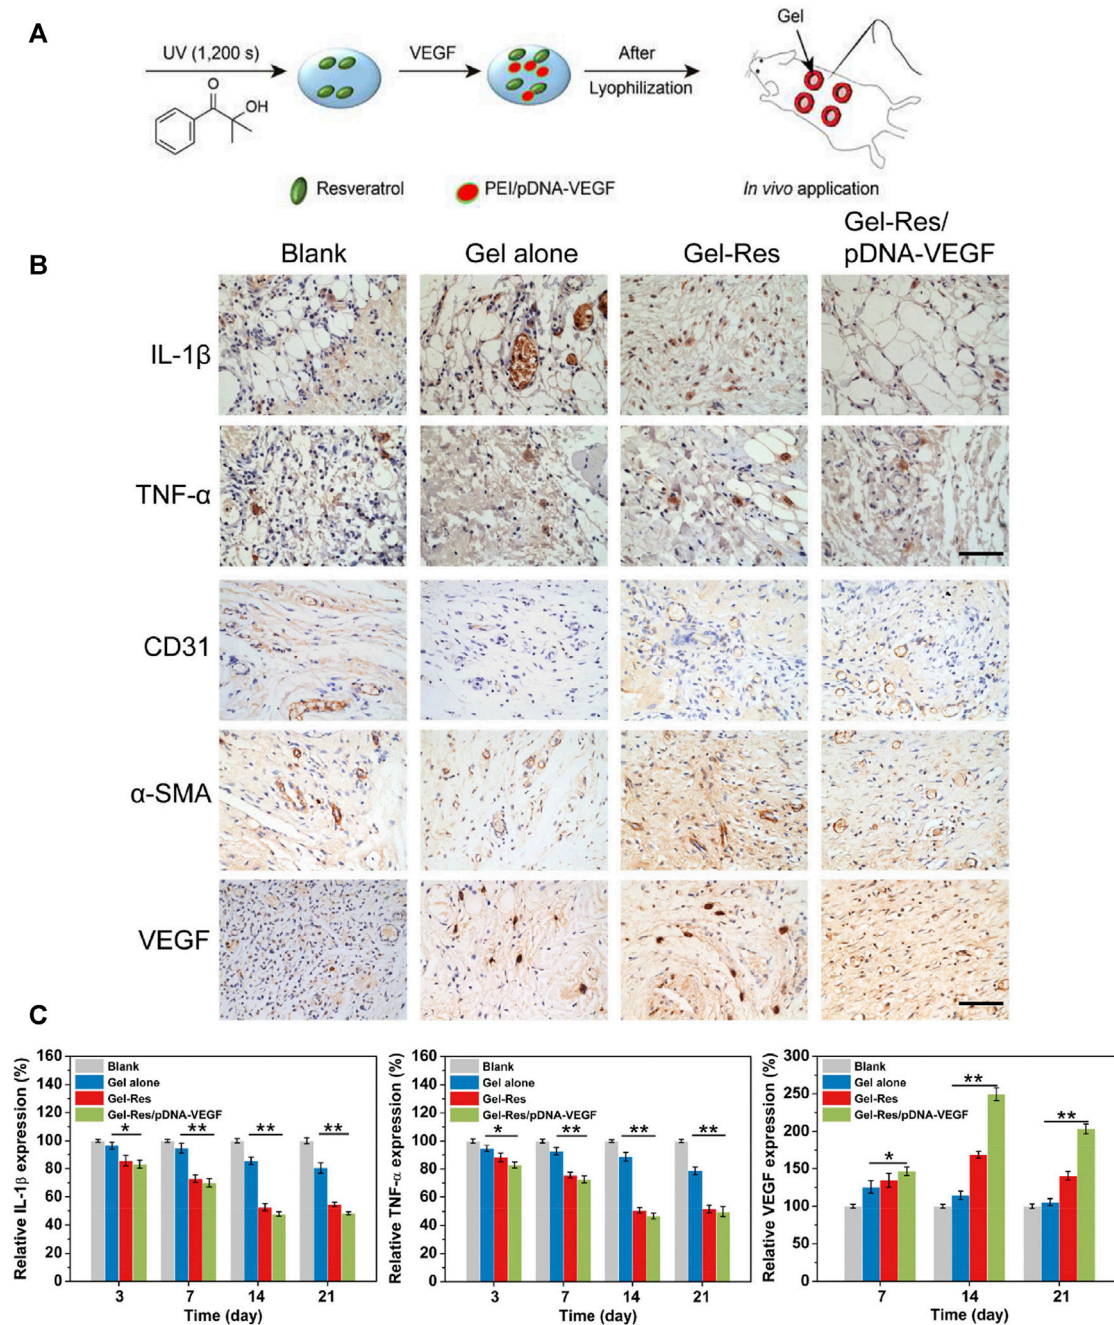 A
UV (1,200 s)
O
OH
VEGF
After
Lyophilization
Gel
Resveratrol
PEI/pDNA-VEGF
In vivo application
B
Blank
Gel alone
Gel-Res
Gel-Res/
pDNA-VEGF
IL-1β
TNF-α
CD31
α-SMA
VEGF
C
Relative IL-1β expression (%)
160
140
120
100
80
60
40
20
0
Blank
Gel alone
Gel-Res
Gel-Res/pDNA-VEGF
*
**
**
**
3
7
14
21
Time (day)
Relative TNF-α expression (%)
160
140
120
100
80
60
40
20
0
Blank
Gel alone
Gel-Res
Gel-Res/pDNA-VEGF
*
**
**
**
3
7
14
21
Time (day)
Relative VEGF expression (%)
300
250
200
150
100
50
0
Blank
Gel alone
Gel-Res
Gel-Res/pDNA-VEGF
*
**
**
7
14
21
Time (day)